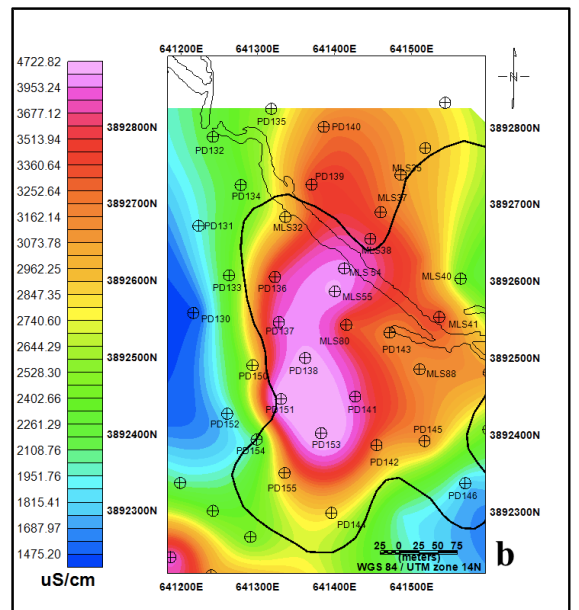 641200E 641300E 641400E 641500E
4722.82
3953.24
3677.12
3513.94
3360.64
3252.64
3162.14
3073.78
2962.25
2847.35
2740.60
2644.29
2528.30
2402.66
2261.29
2108.76
1951.76
1815.41
1687.97
1475.20
uS/cm
N
3892800N 3892800N
3892700N 3892700N
3892600N 3892600N
3892500N 3892500N
3892400N 3892400N
3892300N 3892300N
PD135
PD140
PD132
MLS35
PD139
PD134
MLS37
MLS32
PD131
MLS38
MLS54
PD133
PD136
MLS40
MLS55
PD130
PD137
MLS41
MLS80
PD143
PD138
PD150
MLS88
PD151
PD141
PD152
PD153
PD145
PD154
PD142
PD155
PD146
PD144
25 0 25 50 75
(meters)
WGS 84 / UTM zone 14N
b
641200E 641300E 641400E 641500E